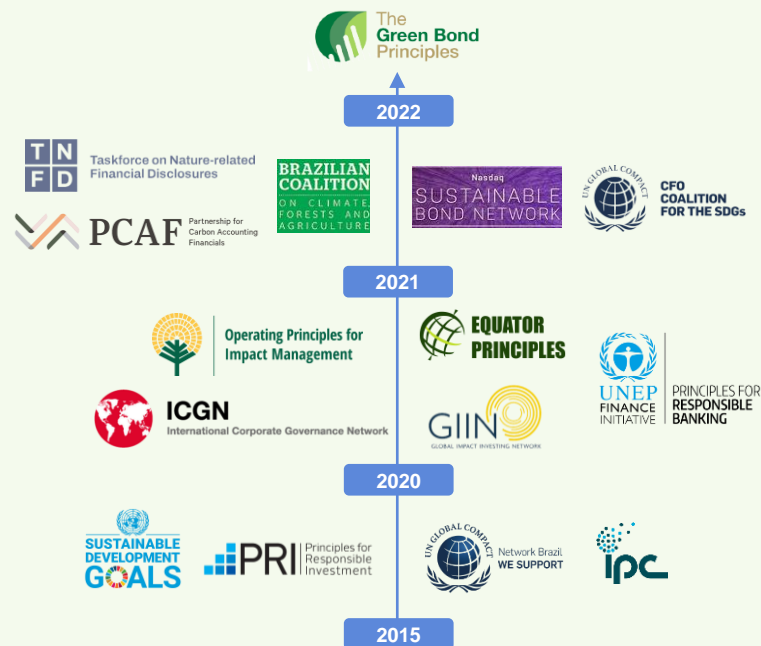 The
Green Bond
Principles
2022
TN
FD
Taskforce on Nature-related
Financial Disclosures
BRAZILIAN
COALITION
ON CLIMATE,
FORESTS AND
AGRICULTURE
Nasdaq
SUSTAINABLE
BOND NETWORK
UN GLOBAL COMPACT
CFO
COALITION
FOR THE SDGs
PCAF
Partnership for
Carbon Accounting
Financials
2021
Operating Principles for
Impact Management
EQUATOR
PRINCIPLES
UNEP
FINANCE
INITIATIVE
PRINCIPLES FOR
RESPONSIBLE
BANKING
ICGN
International Corporate Governance Network
GIIN
GLOBAL IMPACT INVESTING NETWORK
2020
SUSTAINABLE
DEVELOPMENT
GOALS
PRI
Principles for
Responsible
Investment
UN GLOBAL COMPACT
Network Brazil
WE SUPPORT
ipc
2015